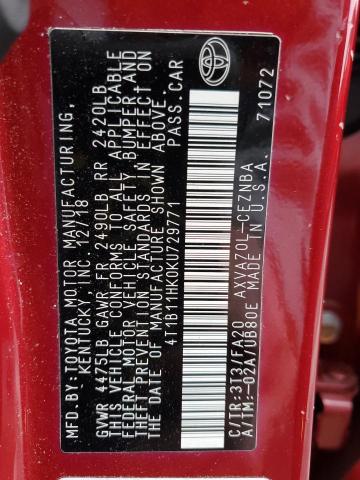 MFD. BY:TOYOTA MOTOR MANUFACTURING,
KENTUCKY, INC. 12/18
GVWR 4475LB GAWR FR 2490LB RR 2420LB
THIS VEHICLE CONFORMS TO ALL APPLICABLE
FEDERAL MOTOR VEHICLE SAFETY, BUMPER, AND
THEFT PREVENTION STANDARDS IN EFFECT ON
THE DATE OF MANUFACTURE SHOWN ABOVE.
4T1B11HK0KU729771 PASS. CAR
C/TR:3T3/FA20 AXVA70L-CEZNBA
A/TM:-02A/UB80E MADE IN U.S.A. 71072